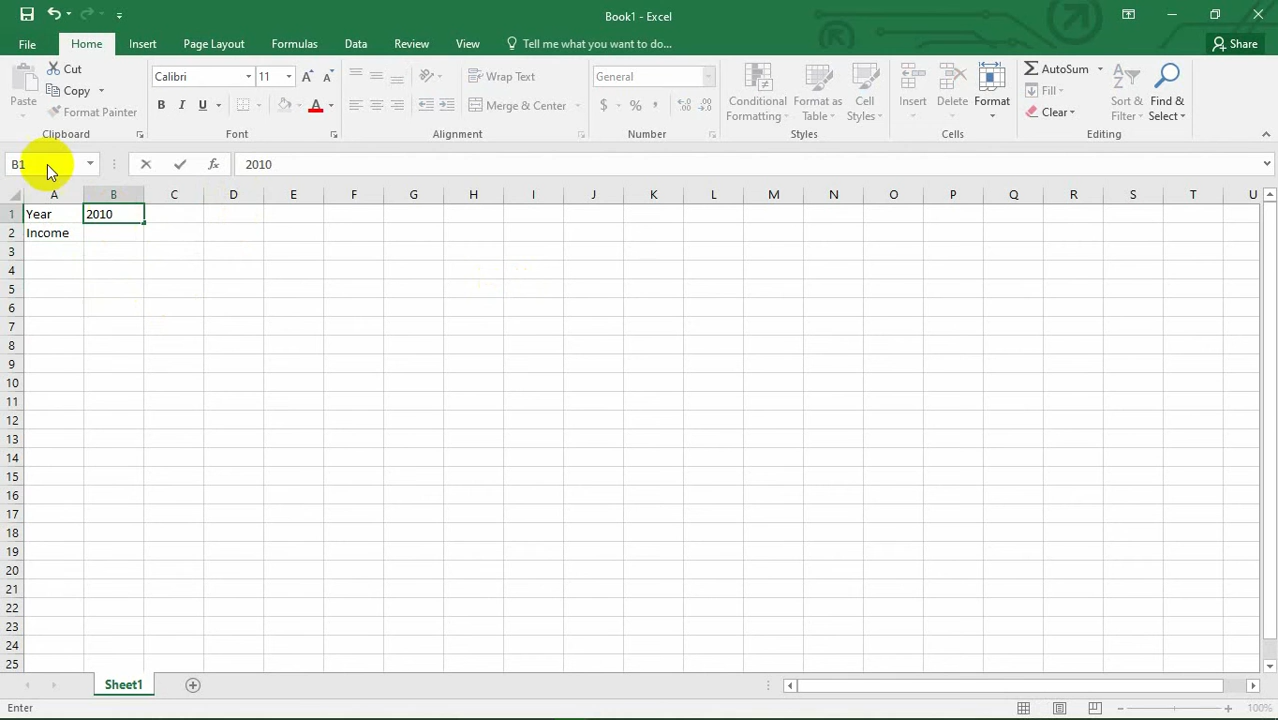 Book1 - Excel
File Home Insert Page Layout Formulas Data Review View Tell me what you want to do... Share
Paste Cut Copy Format Painter Clipboard
Calibri 11 A A B I U A Font
Wrap Text Merge & Center Alignment
General $ % , Number
Conditional Formatting Format as Table Cell Styles Styles
Insert Delete Format Cells
AutoSum Fill Clear Sort & Filter Find & Select Editing
B1 fx 2010
A B C D E F G H I J K L M N O P Q R S T U
1 Year 2010
2 Income
3
4
5
6
7
8
9
10
11
12
13
14
15
16
17
18
19
20
21
22
23
24
25
Sheet1
Enter 100%